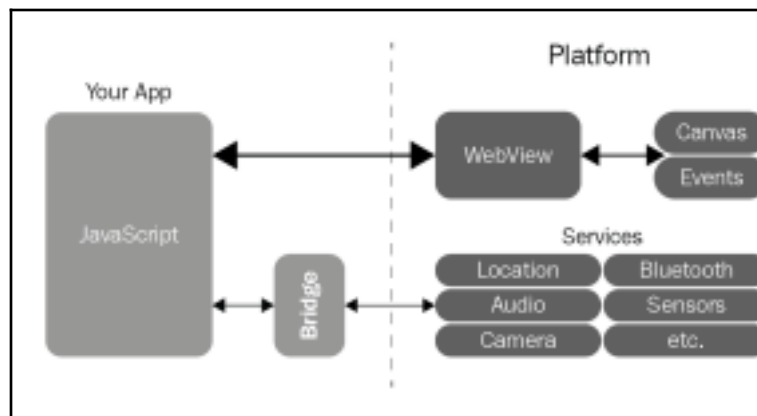 Platform
Your App
Canvas
WebView
Events
JavaScript
Services
Location Bluetooth
Bridge
Audio Sensors
Camera etc.